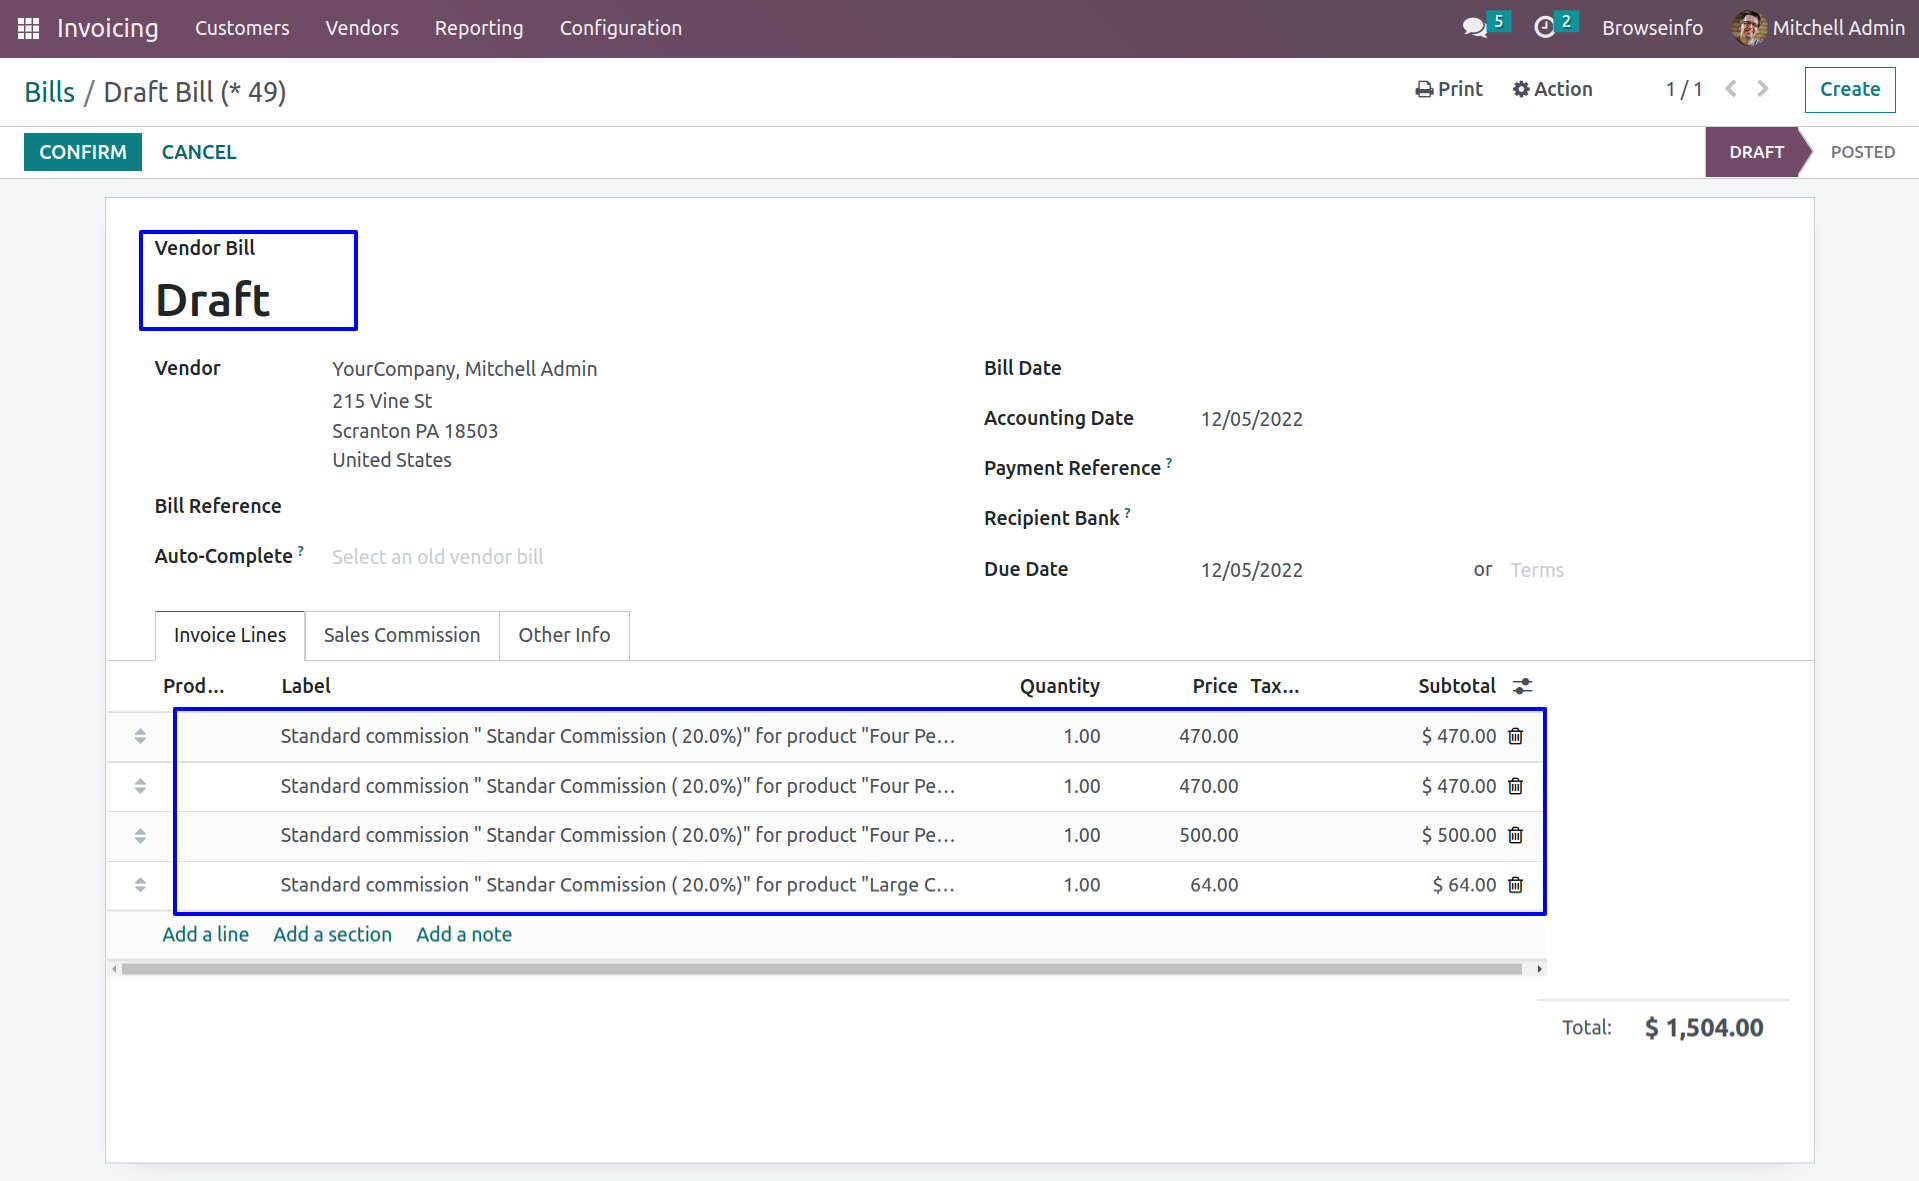 Invoicing Customers Vendors Reporting Configuration 5 2 Browseinfo Mitchell Admin
Bills / Draft Bill (* 49) Print Action 1 / 1 Create
CONFIRM CANCEL DRAFT POSTED
Vendor Bill
Draft
Vendor YourCompany, Mitchell Admin Bill Date
215 Vine St
Accounting Date 12/05/2022
Scranton PA 18503
United States Payment Reference ?
Bill Reference Recipient Bank ?
Auto-Complete ? Select an old vendor bill Due Date 12/05/2022 or Terms
Invoice Lines Sales Commission Other Info
Prod... Label Quantity Price Tax... Subtotal
Standard commission " Standar Commission ( 20.0%)" for product "Four Pe... 1.00 470.00 $ 470.00
Standard commission " Standar Commission ( 20.0%)" for product "Four Pe... 1.00 470.00 $ 470.00
Standard commission " Standar Commission ( 20.0%)" for product "Four Pe... 1.00 500.00 $ 500.00
Standard commission " Standar Commission ( 20.0%)" for product "Large C... 1.00 64.00 $ 64.00
Add a line Add a section Add a note
Total: $ 1,504.00